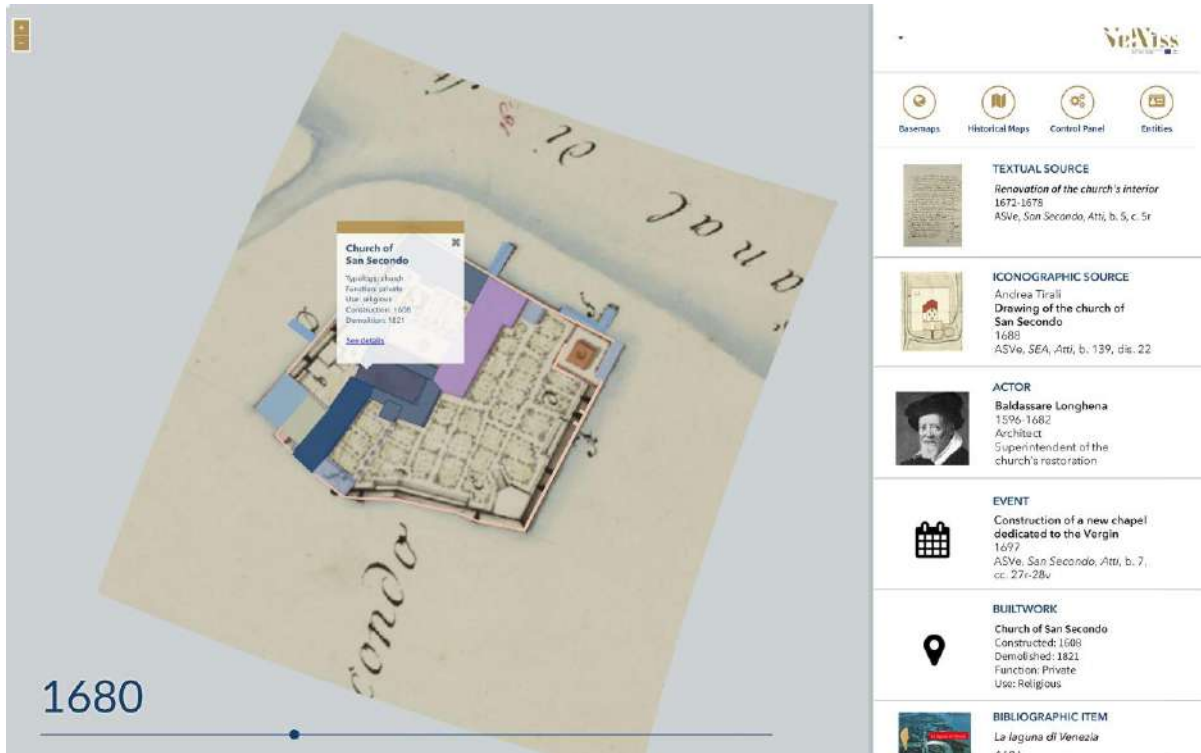 +
-
di
anal
condo
Church of
San Secondo
Typology: church
Function: private
Use: religious
Construction: 1608
Demolition: 1821
See details
1680
VeNiss
Basemaps
Historical Maps
Control Panel
Entities
TEXTUAL SOURCE
Renovation of the church's interior
1672-1678
ASVe, San Secondo, Atti, b. 5, c. 5r
ICONOGRAPHIC SOURCE
Andrea Tirali
Drawing of the church of
San Secondo
1688
ASVe, SEA, Atti, b. 139, dis. 22
ACTOR
Baldassare Longhena
1596-1682
Architect
Superintendent of the
church's restoration
EVENT
Construction of a new chapel
dedicated to the Vergin
1697
ASVe, San Secondo, Atti, b. 7,
cc. 27r-28v
BUILTWORK
Church of San Secondo
Constructed: 1608
Demolished: 1821
Function: Private
Use: Religious
BIBLIOGRAPHIC ITEM
La laguna di Venezia